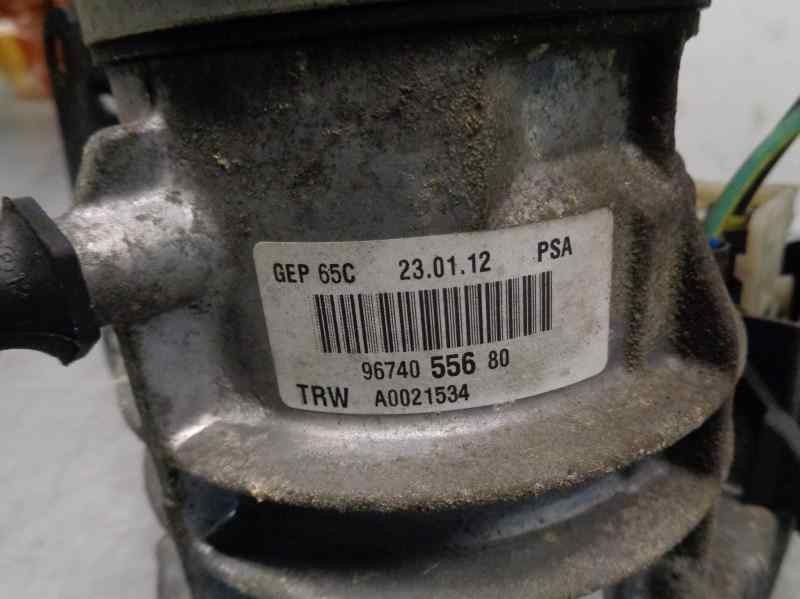 GEP 65C 23.01.12 PSA
96740 556 80
TRW A0021534